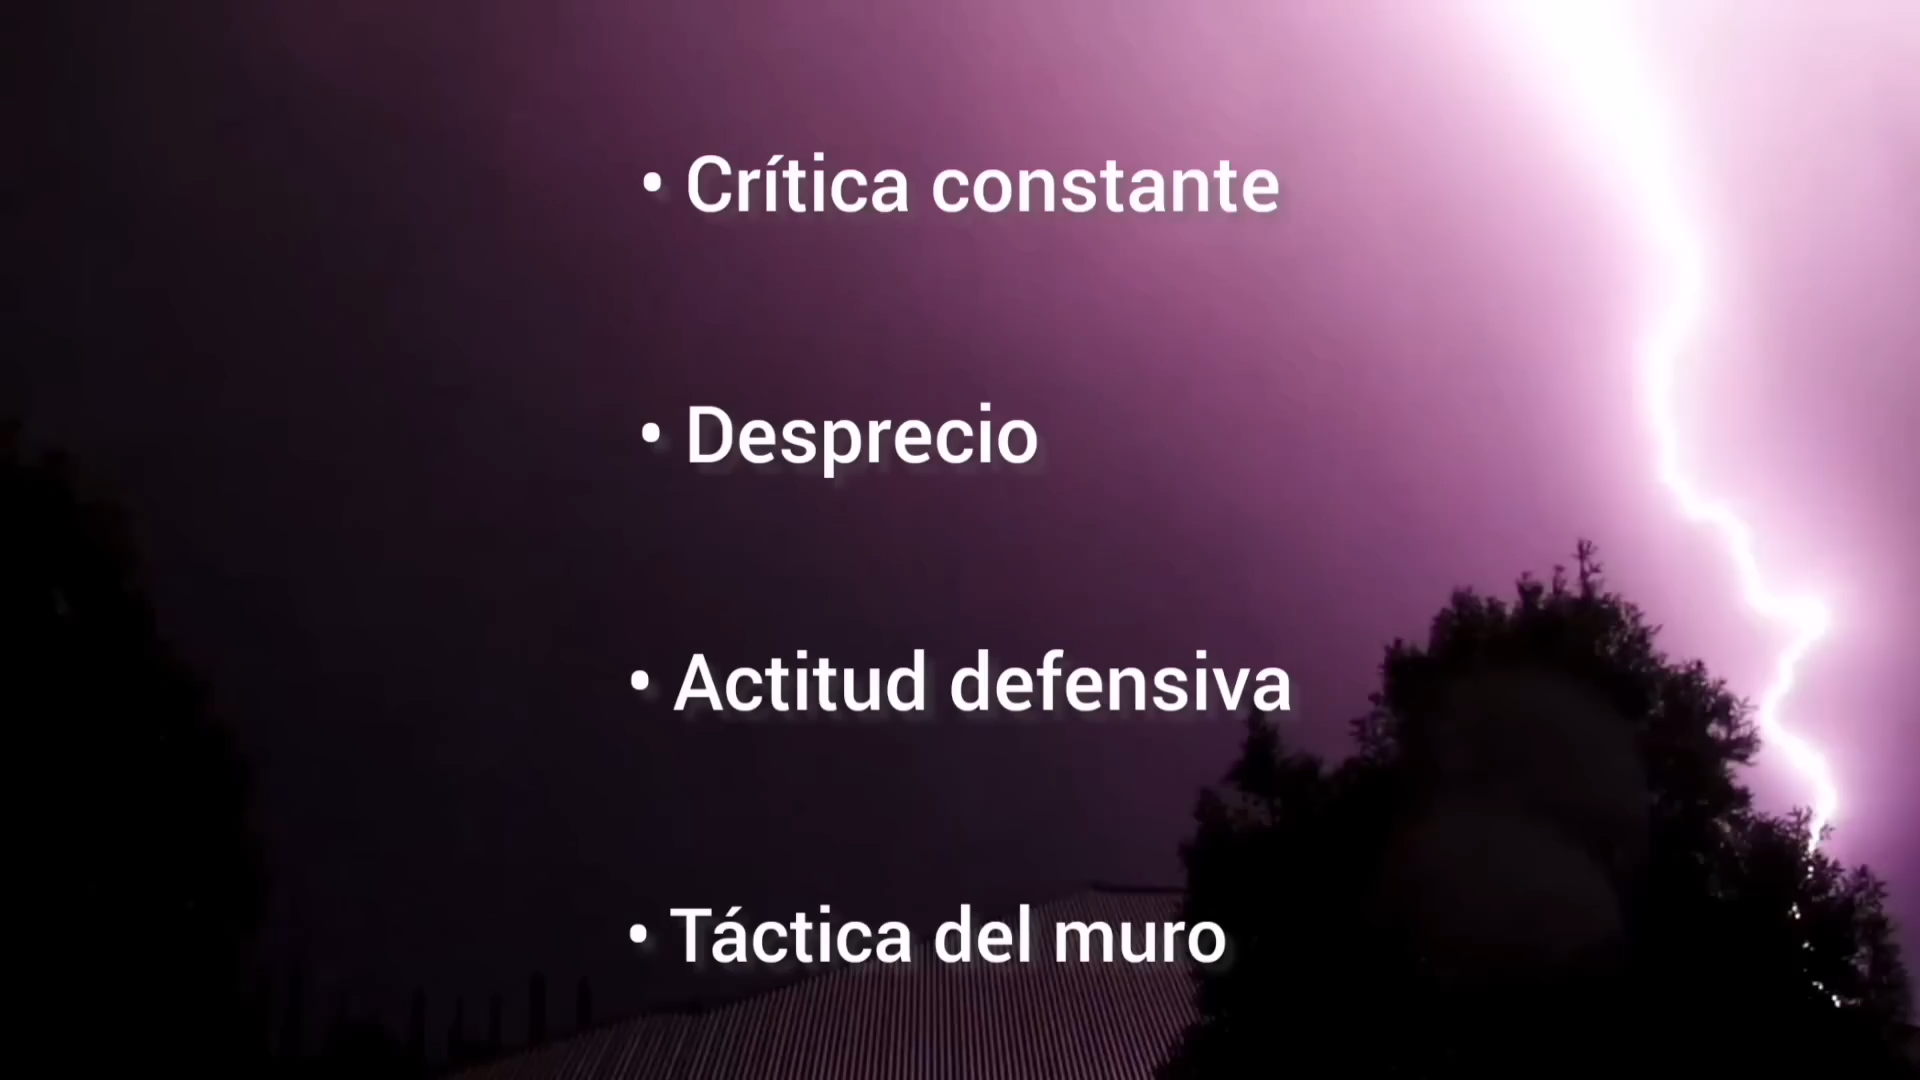 • Crítica constante
• Desprecio
• Actitud defensiva
• Táctica del muro